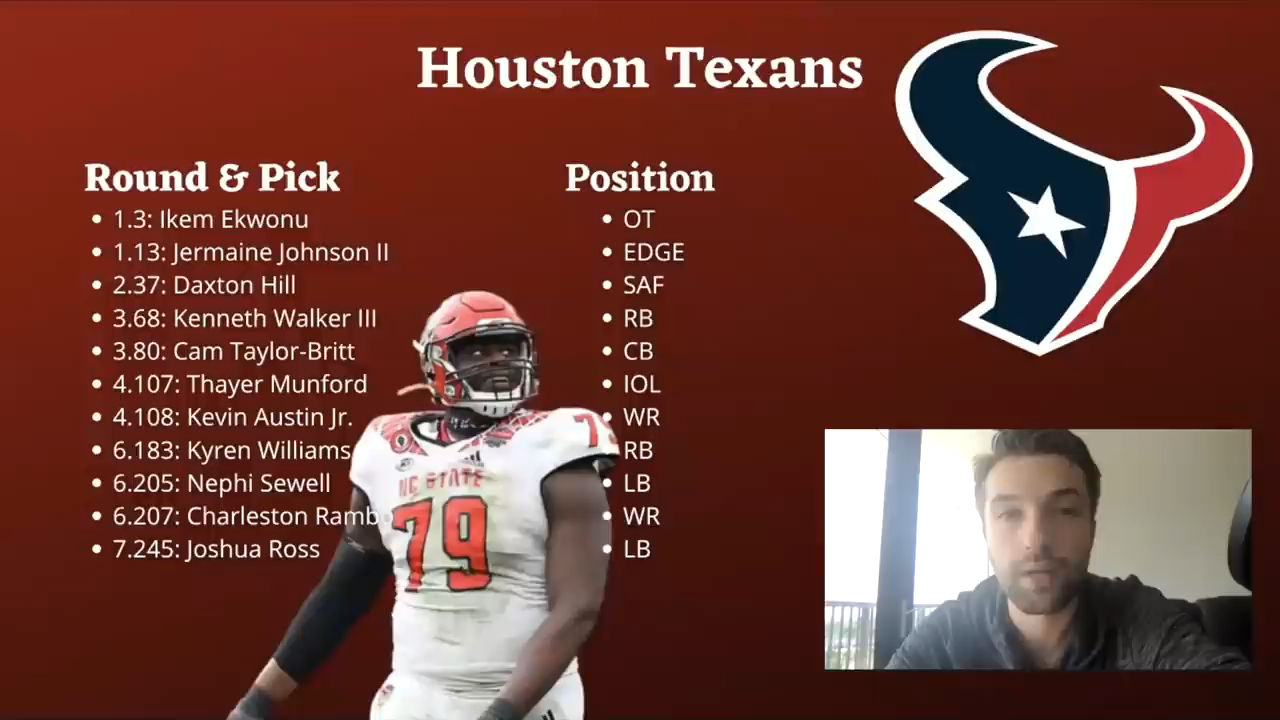 Houston Texans
Round & Pick
Position
1.3: Ikem Ekwonu
OT
1.13: Jermaine Johnson II
EDGE
2.37: Daxton Hill
SAF
3.68: Kenneth Walker III
RB
3.80: Cam Taylor-Britt
CB
4.107: Thayer Munford
IOL
4.108: Kevin Austin Jr.
WR
6.183: Kyren Williams
RB
6.205: Nephi Sewell
LB
6.207: Charleston Ramb
WR
7.245: Joshua Ross
LB
NC STATE
79